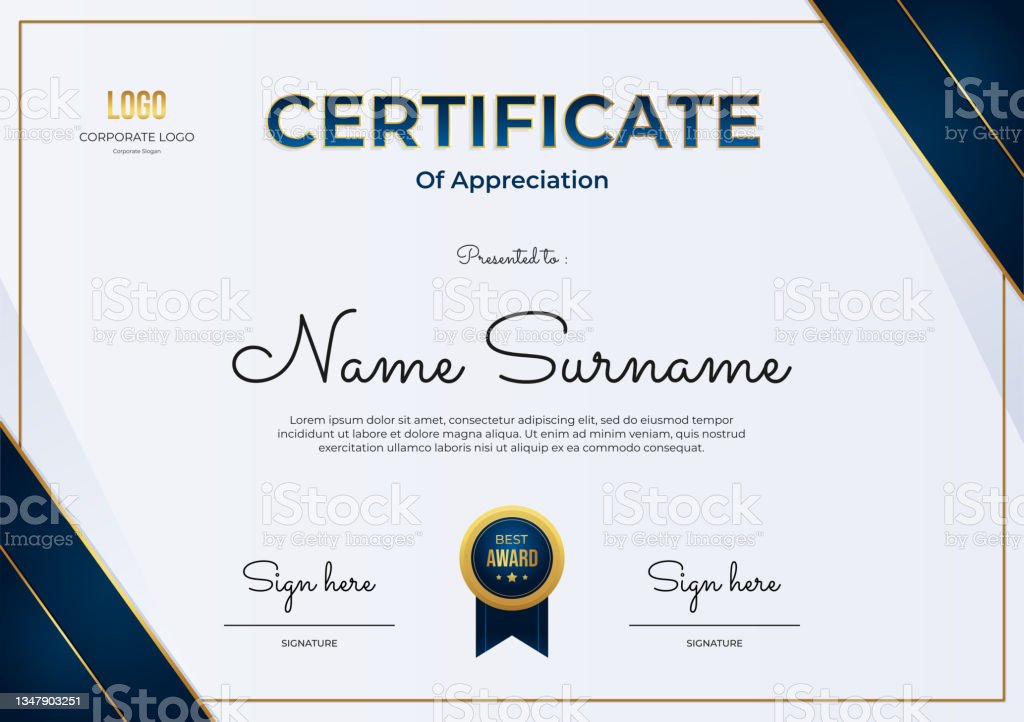 LOGO
CORPORATE LOGO
Corporate Slogan
CERTIFICATE
Of Appreciation
Presented to :
Name Surname
Lorem ipsum dolor sit amet, consectetur adipiscing elit, sed do eiusmod tempor
incididunt ut labore et dolore magna aliqua. Ut enim ad minim veniam, quis nostrud
exercitation ullamco laboris nisi ut aliquip ex ea commodo consequat.
BEST
AWARD
Sign here
SIGNATURE
Sign here
SIGNATURE
iStock
by Getty Images™
1347903251